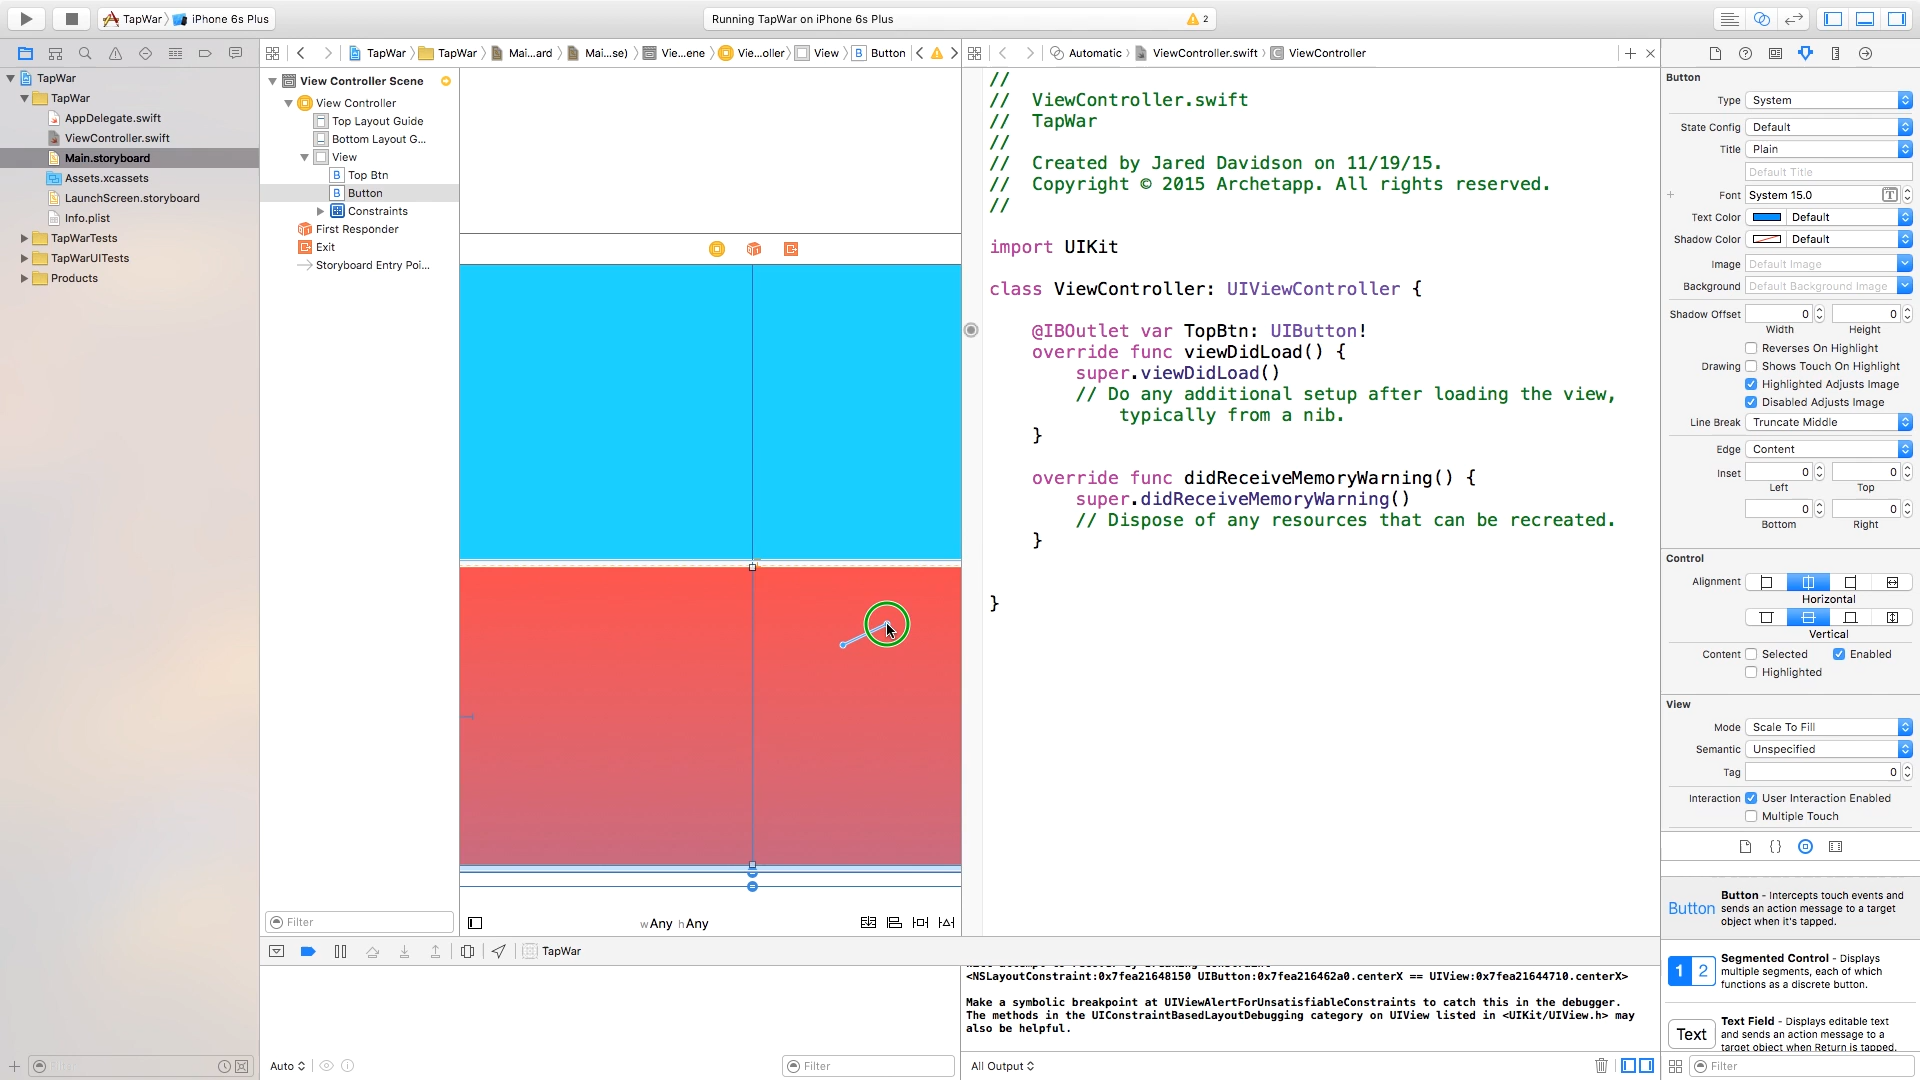 TapWar
iPhone 6s Plus
Running TapWar on iPhone 6s Plus
2
TapWar
TapWar
Mai...ard
Mai...se)
Vie...ene
Vie...oller
View
B
Button
Automatic
ViewController.swift
C
ViewController
TapWar
TapWar
AppDelegate.swift
ViewController.swift
Main.storyboard
Assets.xcassets
LaunchScreen.storyboard
Info.plist
TapWarTests
TapWarUITests
Products
View Controller Scene
View Controller
Top Layout Guide
Bottom Layout G...
View
B Top Btn
B Button
Constraints
First Responder
Exit
Storyboard Entry Poi...
Filter
wAny hAny
//
// ViewController.swift
// TapWar
//
// Created by Jared Davidson on 11/19/15.
// Copyright © 2015 Archetapp. All rights reserved.
//
import UIKit
class ViewController: UIViewController {
@IBOutlet var TopBtn: UIButton!
override func viewDidLoad() {
super.viewDidLoad()
// Do any additional setup after loading the view,
typically from a nib.
}
override func didReceiveMemoryWarning() {
super.didReceiveMemoryWarning()
// Dispose of any resources that can be recreated.
}
}
Button
Type System
State Config Default
Title Plain
Default Title
Font System 15.0
T
Text Color Default
Shadow Color Default
Image Default Image
Background Default Background Image
Shadow Offset 0 0
Width Height
Reverses On Highlight
Drawing Shows Touch On Highlight
Highlighted Adjusts Image
Disabled Adjusts Image
Line Break Truncate Middle
Edge Content
Inset 0 0
Left Top
0 0
Bottom Right
Control
Alignment
Horizontal
Vertical
Content Selected Enabled
Highlighted
View
Mode Scale To Fill
Semantic Unspecified
Tag 0
Interaction User Interaction Enabled
Multiple Touch
{}
Button
Button - Intercepts touch events and
sends an action message to a target
object when it's tapped.
1 2
Segmented Control - Displays
multiple segments, each of which
functions as a discrete button.
Text
Text Field - Displays editable text
and sends an action message to a
target object when Return is tapped.
Filter
TapWar
<NSLayoutConstraint:0x7fea21648150 UIButton:0x7fea216462a0.centerX == UIView:0x7fea21644710.centerX>
Make a symbolic breakpoint at UIViewAlertForUnsatisfiableConstraints to catch this in the debugger.
The methods in the UIConstraintBasedLayoutDebugging category on UIView listed in <UIKit/UIView.h> may
also be helpful.
Auto
Filter
All Output